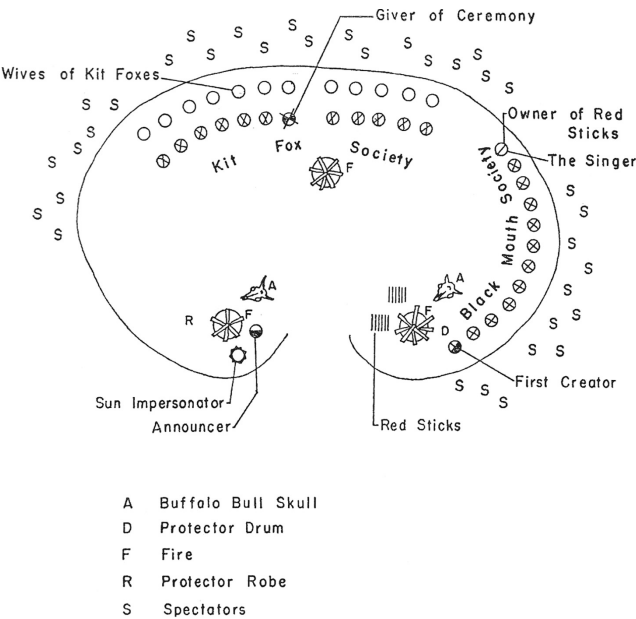 Giver of Ceremony
S S S S S S S S S S S S S S S
Wives of Kit Foxes
S S
Owner of Red
Sticks
The Singer
Kit Fox Society
F
Black Mouth Society
S S S S
S S S S S S S S S S
A
A
R F
F
D
First Creator
S S S
Sun Impersonator
Announcer
Red Sticks
A Buffalo Bull Skull
D Protector Drum
F Fire
R Protector Robe
S Spectators